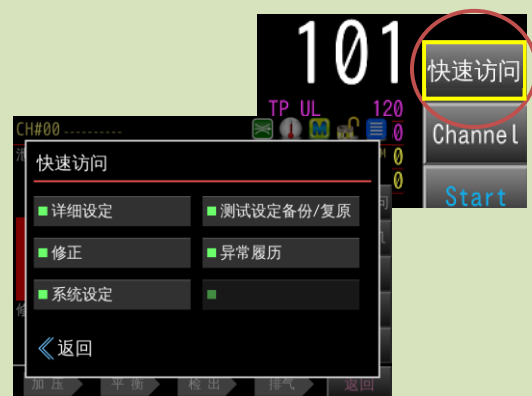 101
快速访问
TP UL 120
0
Channel
M 0
0
Start
CH#00 ----------
快速访问
详细设定
测试设定备份/复原
修正
异常履历
系统设定
《返回
加压
平衡
检出
排气
返回